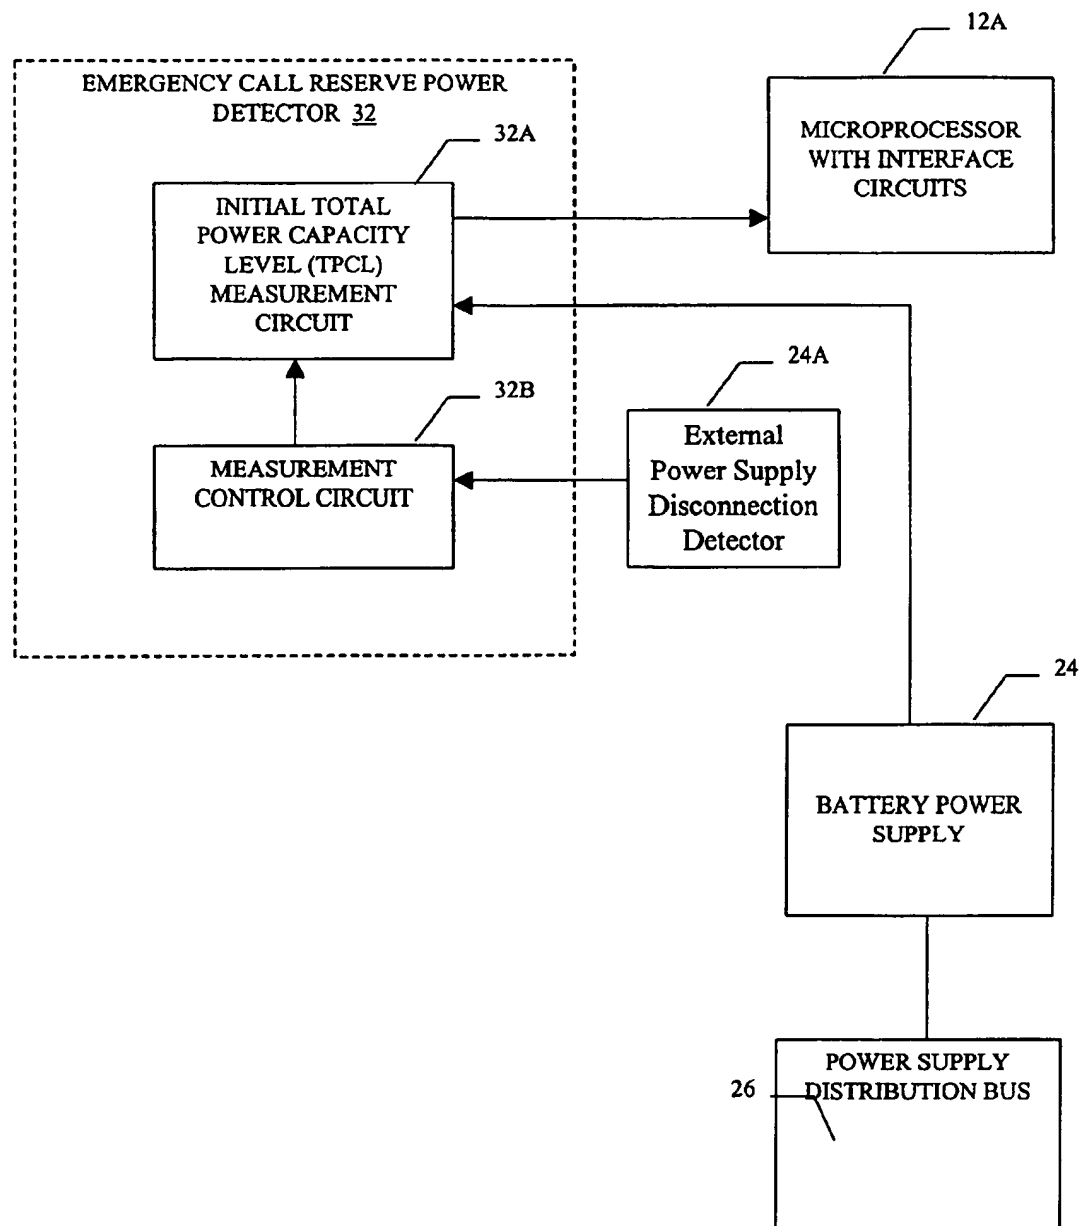 12A
EMERGENCY CALL RESERVE POWER
DETECTOR 32
32A
MICROPROCESSOR
WITH INTERFACE
CIRCUITS
INITIAL TOTAL
POWER CAPACITY
LEVEL (TPCL)
MEASUREMENT
CIRCUIT
24A
32B
External
Power Supply
Disconnection
Detector
MEASUREMENT
CONTROL CIRCUIT
24
BATTERY POWER
SUPPLY
POWER SUPPLY
DISTRIBUTION BUS
26